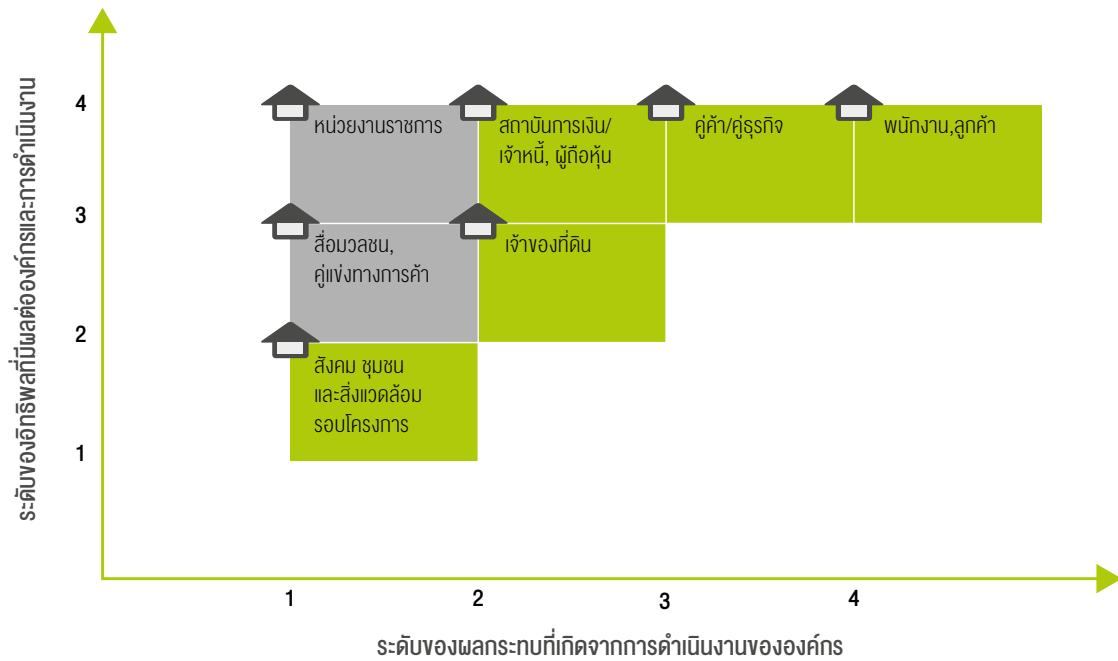 ระดับของอิทธิพลที่มีผลต่อองค์กรและการดำเนินงาน
4
3
2
1
หน่วยงานราชการ
สถาบันการเงิน/
เจ้าหนี้, ผู้ถือหุ้น
คู่ค้า/คู่ธุรกิจ
พนักงาน,ลูกค้า
สื่อมวลชน,
คู่แข่งทางการค้า
เจ้าของที่ดิน
สังคม ชุมชน
และสิ่งแวดล้อม
รอบโครงการ
1
2
3
4
ระดับของผลกระทบที่เกิดจากการดำเนินงานขององค์กร